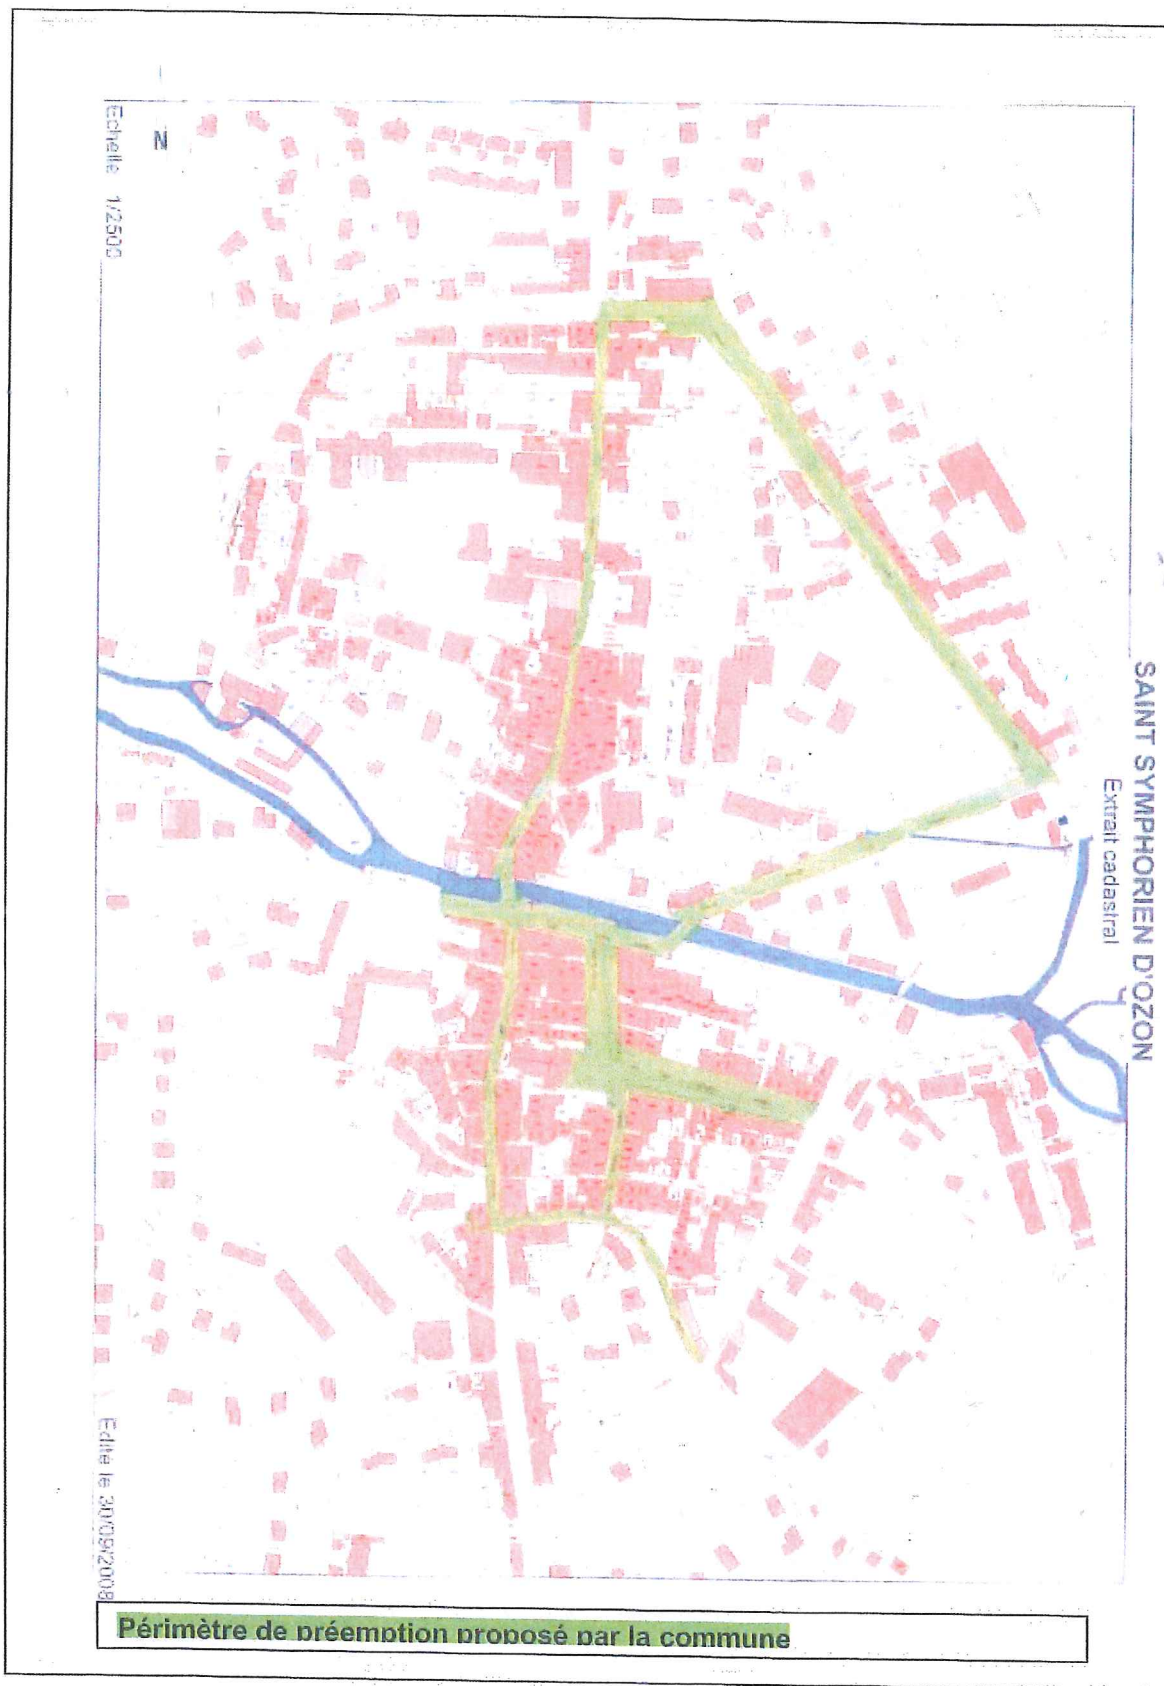 SAINT SYMPHORIEN D'OZON
Extrait cadastral
N
Echelle 1/2500
Edité le 30/09/2008
Périmètre de préemption proposé par la commune